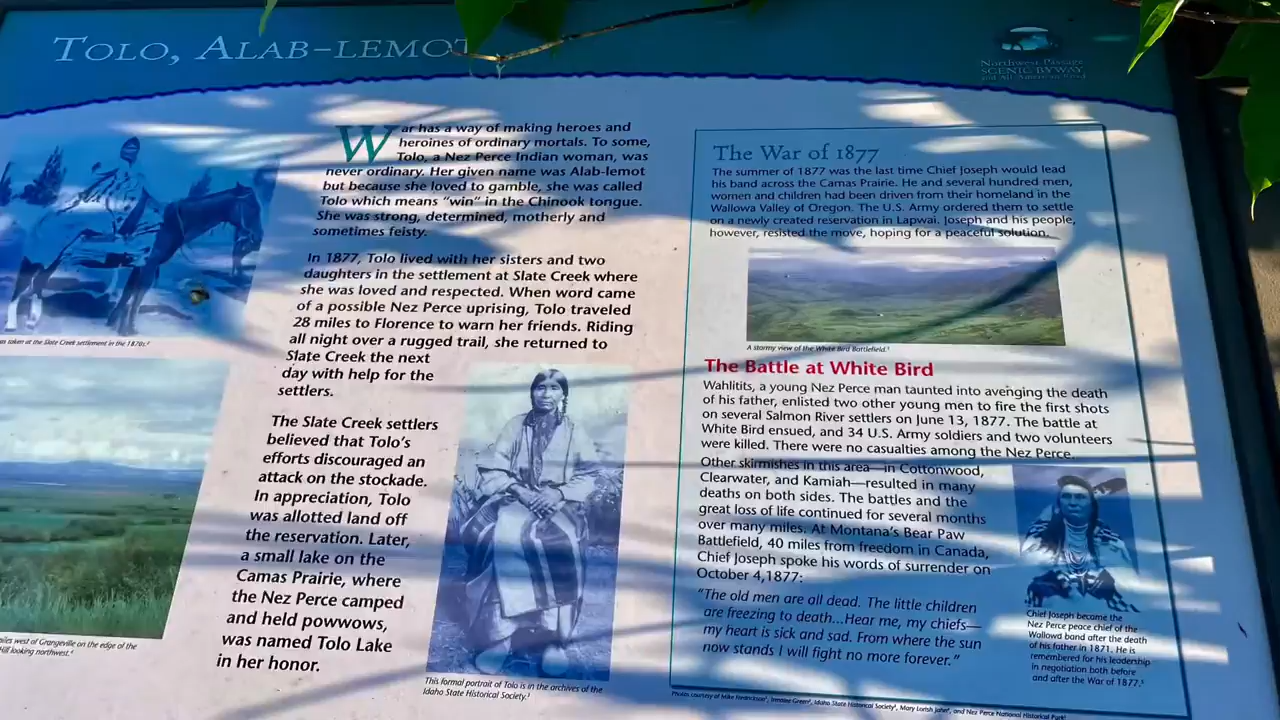 TOLO, ALAB-LEMOT
Northwest Passage
SCENIC BYWAY
War has a way of making heroes and
heroines of ordinary mortals. To some,
Tolo, a Nez Perce Indian woman, was
never ordinary. Her given name was Alab-lemot
but because she loved to gamble, she was called
Tolo which means "win" in the Chinook tongue.
She was strong, determined, motherly and
sometimes feisty.
In 1877, Tolo lived with her sisters and two
daughters in the settlement at Slate Creek where
she was loved and respected. When word came
of a possible Nez Perce uprising, Tolo traveled
28 miles to Florence to warn her friends. Riding
all night over a rugged trail, she returned to
Slate Creek the next
day with help for the
settlers.
The Slate Creek settlers
believed that Tolo's
efforts discouraged an
attack on the stockade.
In appreciation, Tolo
was allotted land off
the reservation. Later,
a small lake on the
Camas Prairie, where
the Nez Perce camped
and held powwows,
was named Tolo Lake
in her honor.
was taken at the Slate Creek settlement in the 1870s.²
miles west of Grangeville on the edge of the
Hill looking northwest.⁴
This formal portrait of Tolo is in the archives of the
Idaho State Historical Society.³
The War of 1877
The summer of 1877 was the last time Chief Joseph would lead
his band across the Camas Prairie. He and several hundred men,
women and children had been driven from their homeland in the
Wallowa Valley of Oregon. The U.S. Army ordered them to settle
on a newly created reservation in Lapwai. Joseph and his people,
however, resisted the move, hoping for a peaceful solution.
A stormy view of the White Bird Battlefield.¹
The Battle at White Bird
Wahlitits, a young Nez Perce man taunted into avenging the death
of his father, enlisted two other young men to fire the first shots
on several Salmon River settlers on June 13, 1877. The battle at
White Bird ensued, and 34 U.S. Army soldiers and two volunteers
were killed. There were no casualties among the Nez Perce.
Other skirmishes in this area—in Cottonwood,
Clearwater, and Kamiah—resulted in many
deaths on both sides. The battles and the
great loss of life continued for several months
over many miles. At Montana's Bear Paw
Battlefield, 40 miles from freedom in Canada,
Chief Joseph spoke his words of surrender on
October 4,1877:
"The old men are all dead. The little children
are freezing to death...Hear me, my chiefs—
my heart is sick and sad. From where the sun
now stands I will fight no more forever."
Chief Joseph became the
Nez Perce peace chief of the
Wallowa band after the death
of his father in 1871. He is
remembered for his leadership
in negotiation both before
and after the War of 1877.⁵
Photos courtesy of Mike Fredrickson¹, Idaho State Historical Society³, Mary Lorish Jahn⁴, and Nez Perce National Historical Park⁵